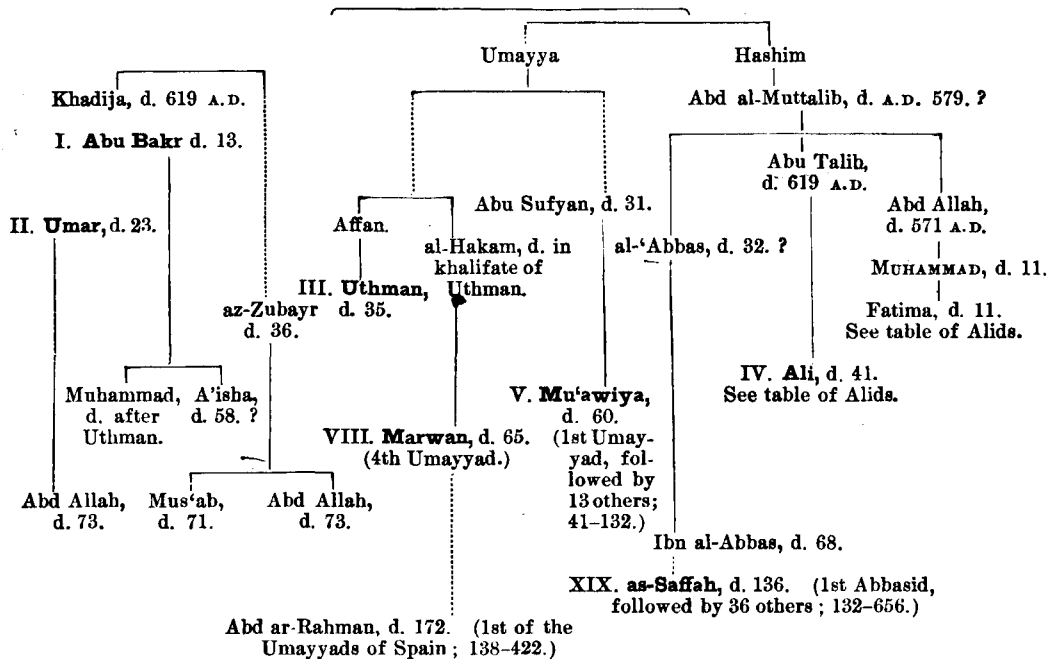 Umayya Hashim
Khadija, d. 619 A.D.
Abd al-Muttalib, d. A.D. 579. ?
I. Abu Bakr d. 13.
Abu Talib,
d. 619 A.D.
Abd Allah,
d. 571 A.D.
II. Umar, d. 23.
Affan.
al-Hakam, d. in
khalifate of
Uthman.
Abu Sufyan, d. 31.
al-‘Abbas, d. 32. ?
MUHAMMAD, d. 11.
Fatima, d. 11.
See table of Alids.
III. Uthman,
d. 35.
az-Zubayr
d. 36.
IV. Ali, d. 41.
See table of Alids.
Muhammad,
d. after
Uthman.
A'isha,
d. 58. ?
V. Mu‘awiya,
d. 60.
(1st Umay-
yad, fol-
lowed by
13 others;
41–132.)
VIII. Marwan, d. 65.
(4th Umayyad.)
Abd Allah,
d. 73.
Mus‘ab,
d. 71.
Abd Allah,
d. 73.
Ibn al-Abbas, d. 68.
XIX. as-Saffah, d. 136. (1st Abbasid,
followed by 36 others ; 132–656.)
Abd ar-Rahman, d. 172. (1st of the
Umayyads of Spain ; 138–422.)